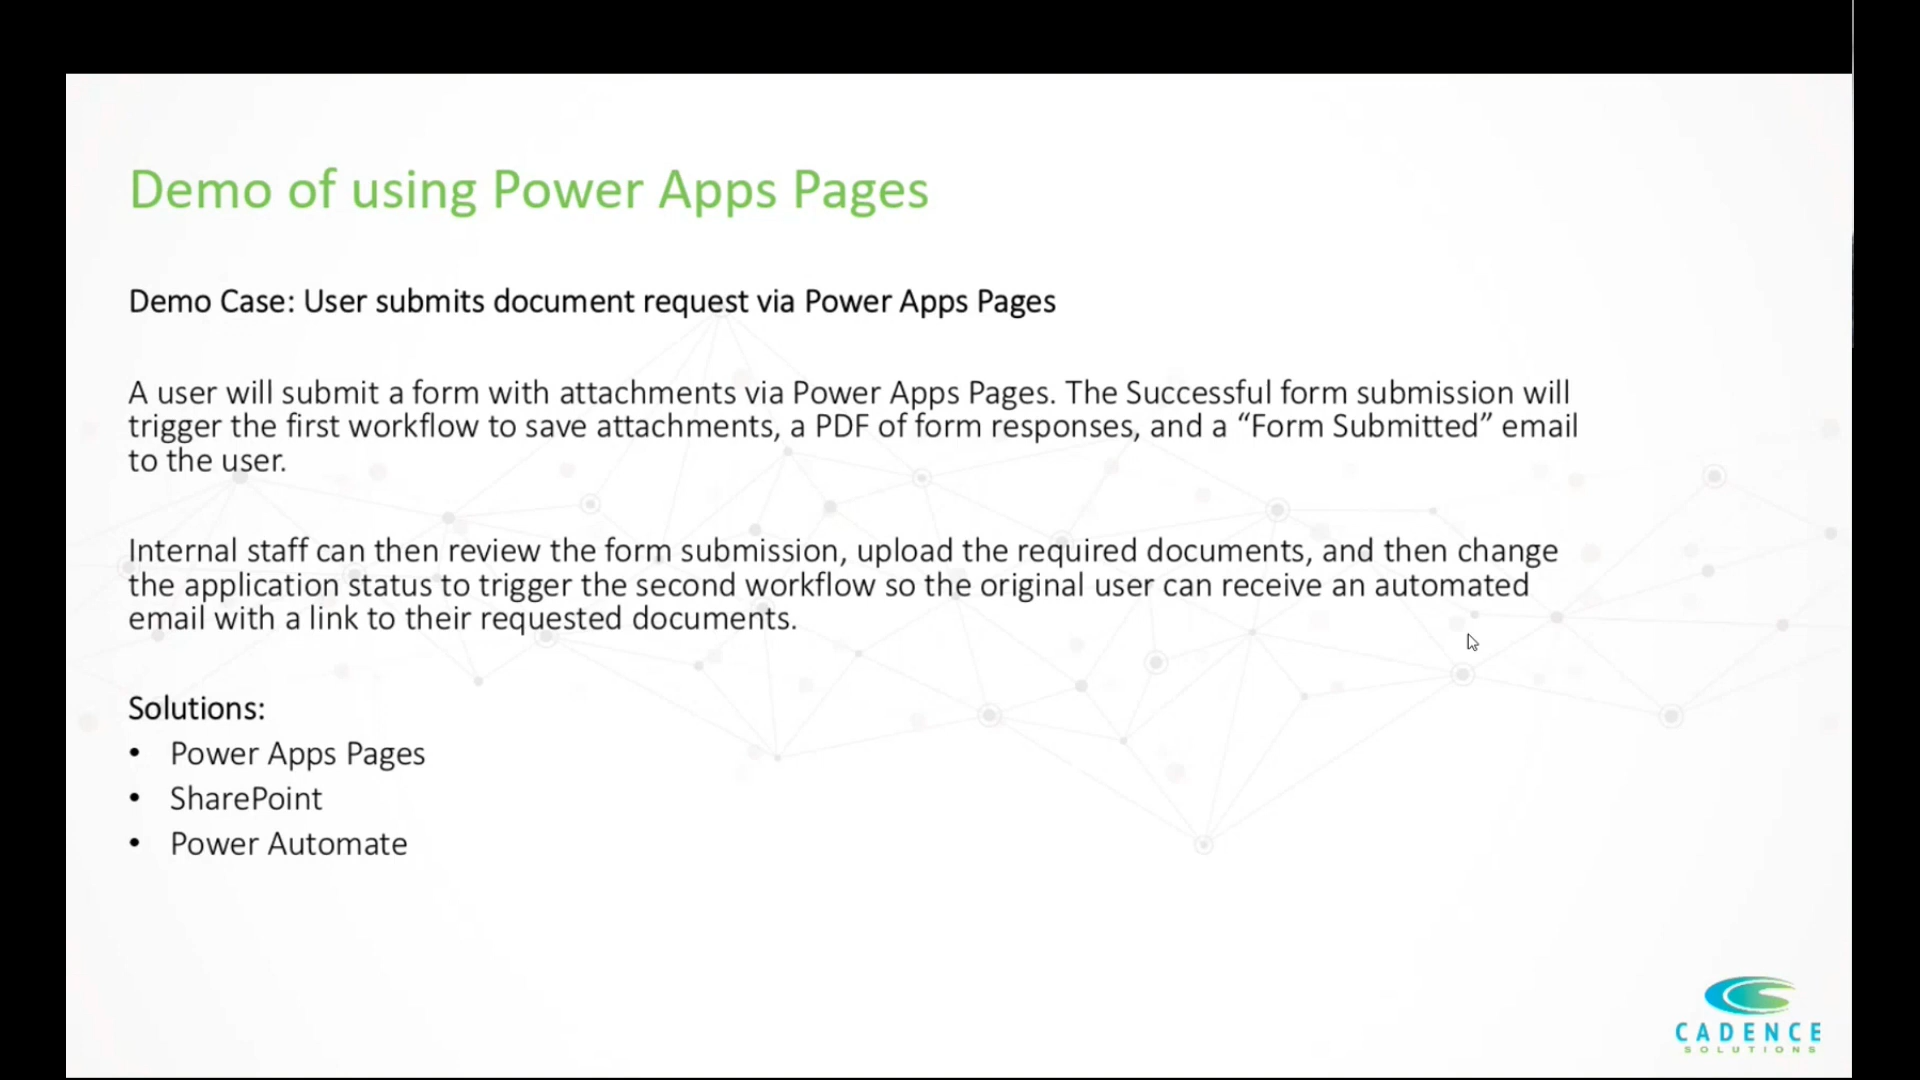 Demo of using Power Apps Pages
Demo Case: User submits document request via Power Apps Pages
A user will submit a form with attachments via Power Apps Pages. The Successful form submission will
trigger the first workflow to save attachments, a PDF of form responses, and a “Form Submitted” email
to the user.
Internal staff can then review the form submission, upload the required documents, and then change
the application status to trigger the second workflow so the original user can receive an automated
email with a link to their requested documents.
Solutions:
• Power Apps Pages
• SharePoint
• Power Automate
CADENCE
SOLUTIONS